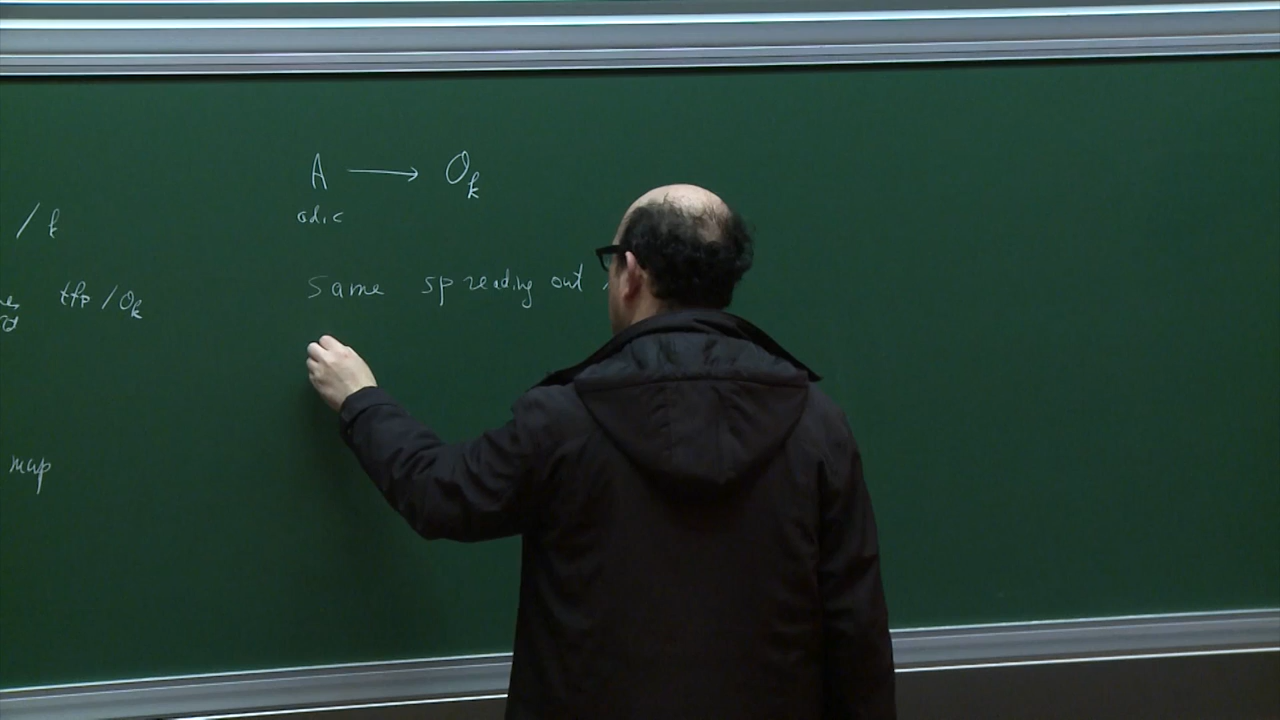 A ⟶ O_k
adic
/ k
Same spreading out
tfp / O_k
map